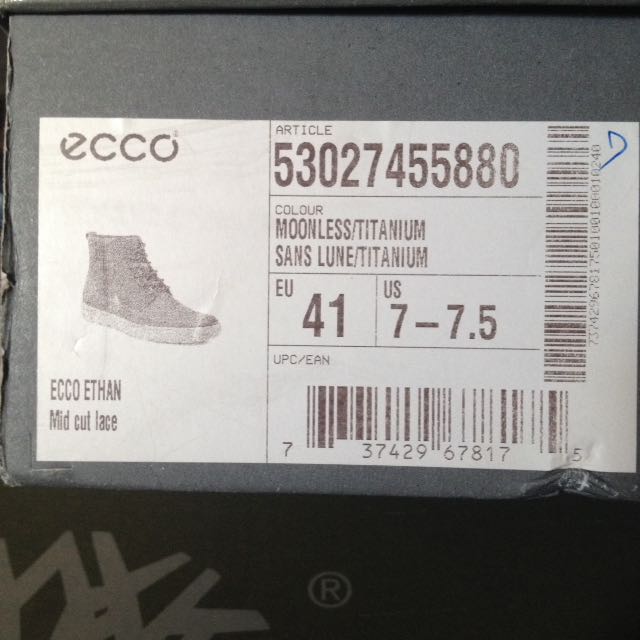 ecco
ECCO ETHAN
Mid cut lace
ARTICLE
53027455880
COLOUR
MOONLESS/TITANIUM
SANS LUNE/TITANIUM
EU
41
US
7 – 7.5
UPC/EAN
7 37429 67817 5
®